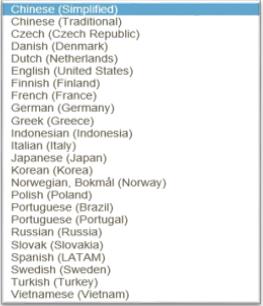 Chinese (Simplified)
Chinese (Traditional)
Czech (Czech Republic)
Danish (Denmark)
Dutch (Netherlands)
English (United States)
Finnish (Finland)
French (France)
German (Germany)
Greek (Greece)
Indonesian (Indonesia)
Italian (Italy)
Japanese (Japan)
Korean (Korea)
Norwegian, Bokmål (Norway)
Polish (Poland)
Portuguese (Brazil)
Portuguese (Portugal)
Russian (Russia)
Slovak (Slovakia)
Spanish (LATAM)
Swedish (Sweden)
Turkish (Turkey)
Vietnamese (Vietnam)